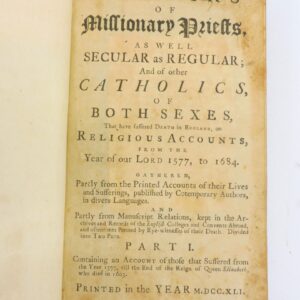 OF
Missionary Priests,
AS WELL
SECULAR as REGULAR;
And of other
CATHOLICS,
OF
BOTH SEXES,
That have suffered DEATH in ENGLAND, on
RELIGIOUS ACCOUNTS,
FROM THE
Year of our LORD 1577, to 1684.
GATHERED,
Partly from the Printed Accounts of their Lives
and Sufferings, published by Cotemporary Authors,
in divers Languages.
AND
Partly from Manuscript Relations, kept in the Ar-
chives and Records of the English Colleges and Convents Abroad,
and oftentimes penned by Eye-witnesses of their Death. Divided
into Two Parts.
PART I.
Containing an ACCOUNT of those that Suffered from
the Year 1577, till the End of the Reign of Queen Elizabeth,
who died in 1603.
PRINTED in the YEAR M.DCC.XLI.